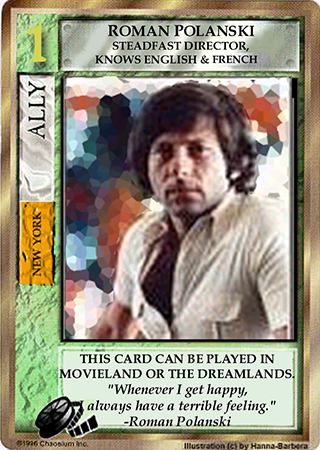 1
ROMAN POLANSKI
STEADFAST DIRECTOR,
KNOWS ENGLISH & FRENCH
ALLY
NEW YORK
THIS CARD CAN BE PLAYED IN
MOVIELAND OR THE DREAMLANDS.
"Whenever I get happy,
I always have a terrible feeling."
-Roman Polanski
©1996 Chaosium Inc.
Illustration (c) by Hanna-Barbera